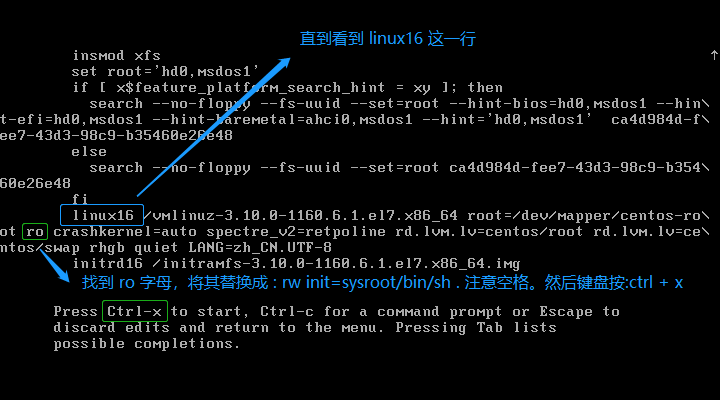 直到看到 linux16 这一行
insmod xfs
set root='hd0,msdos1'
if [ x$feature_platform_search_hint = xy ]; then
search --no-floppy --fs-uuid --set=root --hint-bios=hd0,msdos1 --hin\
t-efi=hd0,msdos1 --hint-baremetal=ahci0,msdos1 --hint='hd0,msdos1' ca4d984d-f\
ee7-43d3-98c9-b35460e26e48
else
search --no-floppy --fs-uuid --set=root ca4d984d-fee7-43d3-98c9-b354\
60e26e48
fi
linux16 /vmlinuz-3.10.0-1160.6.1.el7.x86_64 root=/dev/mapper/centos-ro\
ot ro crashkernel=auto spectre_v2=retpoline rd.lvm.lv=centos/root rd.lvm.lv=ce\
ntos/swap rhgb quiet LANG=zh_CN.UTF-8
initrd16 /initramfs-3.10.0-1160.6.1.el7.x86_64.img
找到 ro 字母，将其替换成 : rw init=sysroot/bin/sh . 注意空格。然后键盘按:ctrl + x
Press Ctrl-x to start, Ctrl-c for a command prompt or Escape to
discard edits and return to the menu. Pressing Tab lists
possible completions.